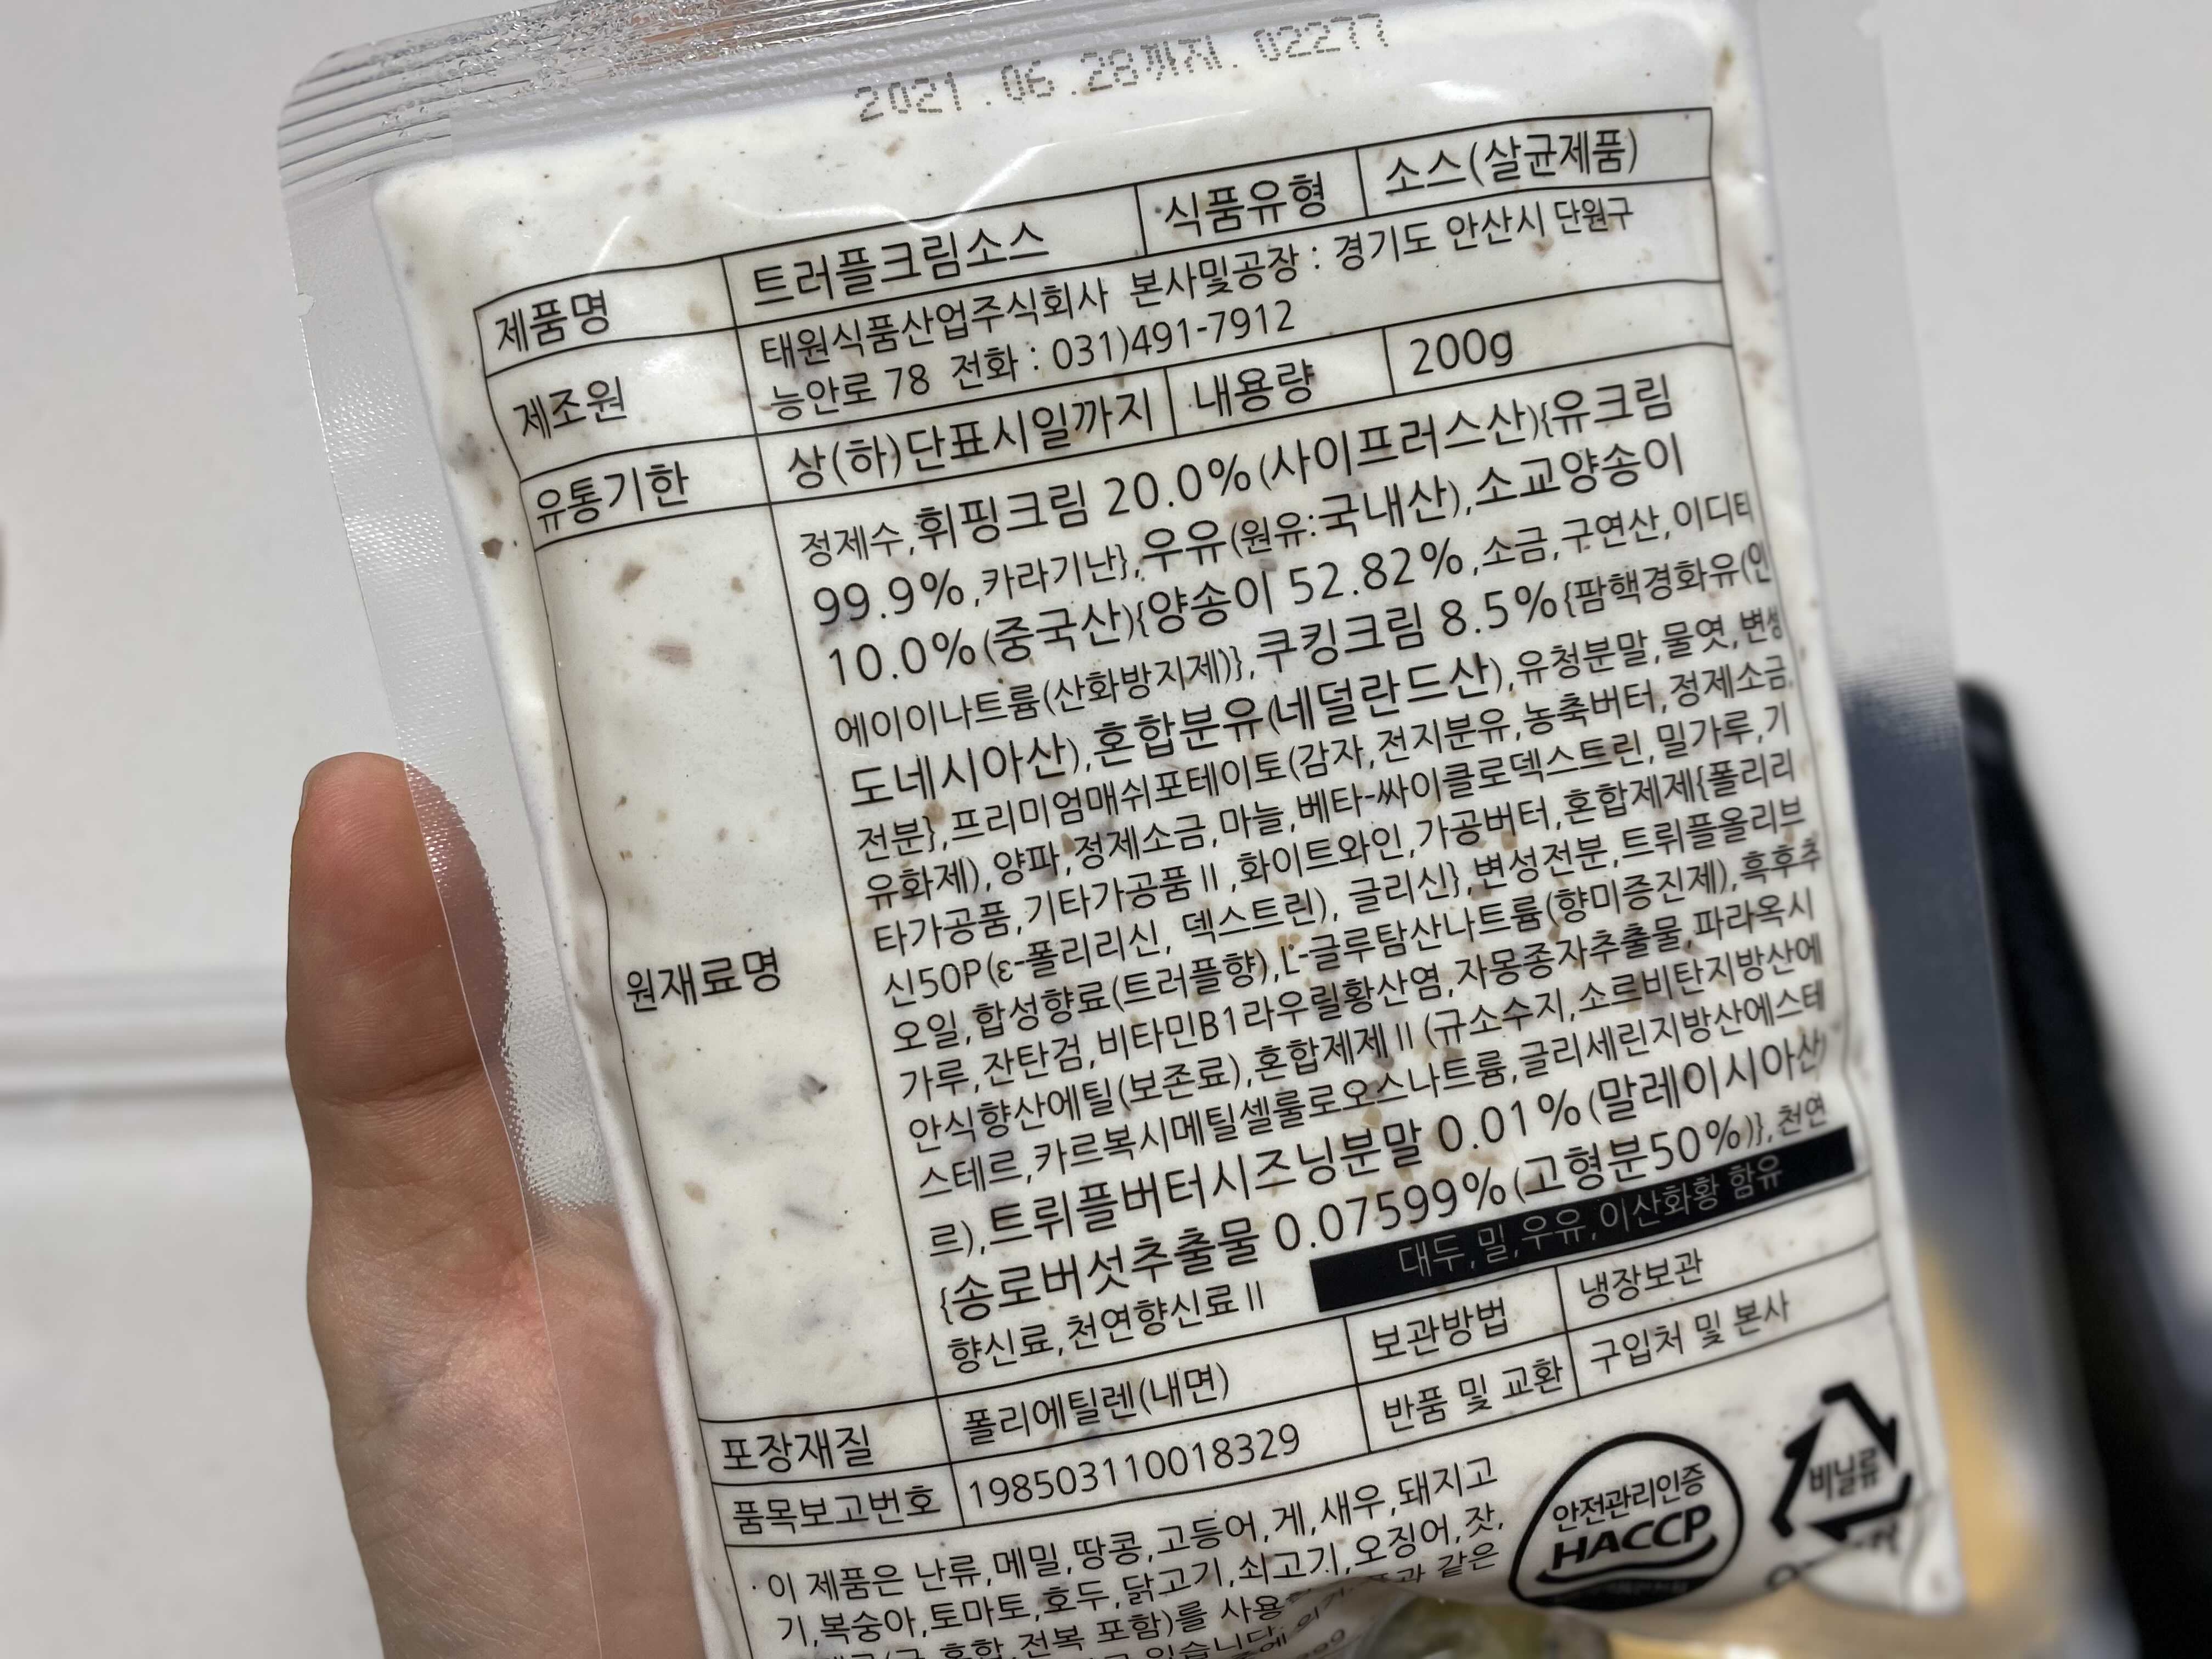 2021.06.28까지. 02277
제품명 트러플크림소스 식품유형 소스(살균제품)
제조원 태원식품산업주식회사 본사및공장 : 경기도 안산시 단원구
능안로 78 전화 : 031)491-7912
유통기한 상(하)단표시일까지 내용량 200g
원재료명
정제수,휘핑크림 20.0%(사이프러스산){유크림
99.9%,카라기난},우유(원유:국내산),소교양송이
10.0%(중국산){양송이 52.82%,소금,구연산,이디티
에이이나트륨(산화방지제)},쿠킹크림 8.5%{팜핵경화유(인
도네시아산),혼합분유(네덜란드산),유청분말,물엿,변성
전분},프리미엄매쉬포테이토(감자,전지분유,농축버터,정제소금,
유화제),양파,정제소금,마늘,베타-싸이클로덱스트린,밀가루,기
타가공품,기타가공품Ⅱ,화이트와인,가공버터,혼합제제{폴리리
신50P(ε-폴리리신, 덱스트린), 글리신},변성전분,트뤼플올리브
오일,합성향료(트러플향),L-글루탐산나트륨(향미증진제),흑후추
가루,잔탄검,비타민B1라우릴황산염,자몽종자추출물,파라옥시
안식향산에틸(보존료),혼합제제Ⅱ(규소수지,소르비탄지방산에
스테르,카르복시메틸셀룰로오스나트륨,글리세린지방산에스테
르),트뤼플버터시즈닝분말 0.01%(말레이시아산)
{송로버섯추출물 0.07599%(고형분50%)},천연
향신료,천연향신료Ⅱ
대두,밀,우유,이산화황 함유
포장재질 폴리에틸렌(내면) 보관방법 냉장보관
품목보고번호 198503110018329 반품 및 교환 구입처 및 본사
· 이 제품은 난류,메밀,땅콩,고등어,게,새우,돼지고
기,복숭아,토마토,호두,닭고기,쇠고기,오징어,잣,
홍합,전복 포함)를 사용 과 같은
있습니다.
안전관리인증
HACCP
비닐류